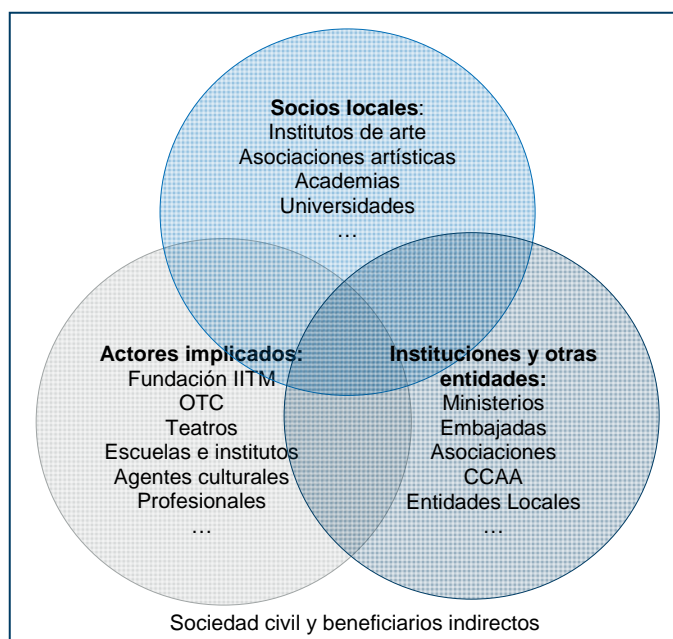 Socios locales:
Institutos de arte
Asociaciones artísticas
Academias
Universidades
…
Actores implicados:
Fundación IITM
OTC
Teatros
Escuelas e institutos
Agentes culturales
Profesionales
…
Instituciones y otras
entidades:
Ministerios
Embajadas
Asociaciones
CCAA
Entidades Locales
…
Sociedad civil y beneficiarios indirectos